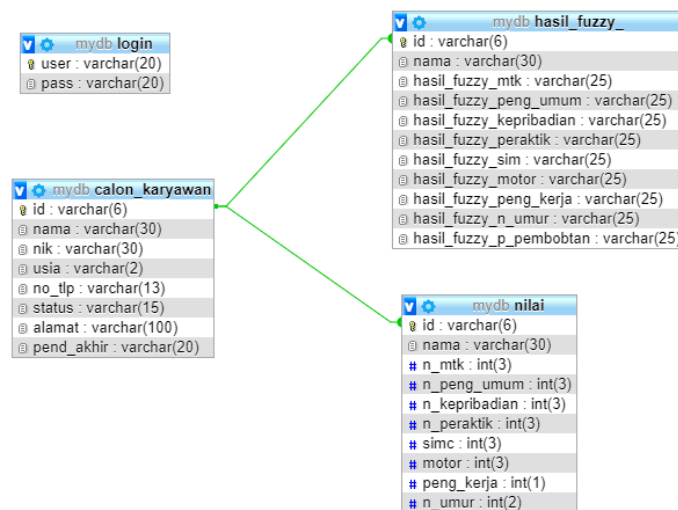 mydb login
user : varchar(20)
pass : varchar(20)
mydb hasil_fuzzy_
id : varchar(6)
nama : varchar(30)
hasil_fuzzy_mtk : varchar(25)
hasil_fuzzy_peng_umum : varchar(25)
hasil_fuzzy_kepribadian : varchar(25)
hasil_fuzzy_peraktik : varchar(25)
hasil_fuzzy_sim : varchar(25)
hasil_fuzzy_motor : varchar(25)
hasil_fuzzy_peng_kerja : varchar(25)
hasil_fuzzy_n_umur : varchar(25)
hasil_fuzzy_p_pembobtan : varchar(25)
mydb calon_karyawan
id : varchar(6)
nama : varchar(30)
nik : varchar(30)
usia : varchar(2)
no_tlp : varchar(13)
status : varchar(15)
alamat : varchar(100)
pend_akhir : varchar(20)
mydb nilai
id : varchar(6)
nama : varchar(30)
# n_mtk : int(3)
# n_peng_umum : int(3)
# n_kepribadian : int(3)
# n_peraktik : int(3)
# simc : int(3)
# motor : int(3)
# peng_kerja : int(1)
# n_umur : int(2)